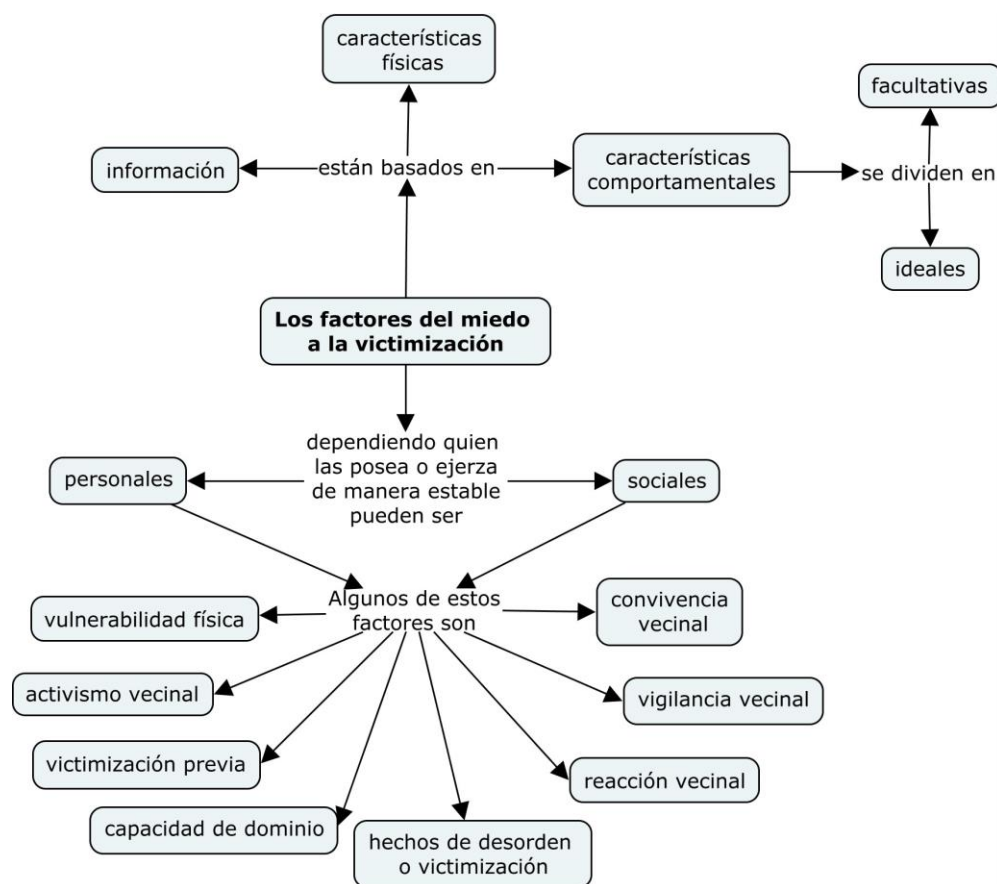 características
físicas
facultativas
información
están basados en
características
comportamentales
se dividen en
ideales
Los factores del miedo
a la victimización
dependiendo quien
las posea o ejerza
de manera estable
pueden ser
personales
sociales
Algunos de estos
factores son
vulnerabilidad física
convivencia
vecinal
activismo vecinal
vigilancia vecinal
victimización previa
reacción vecinal
capacidad de dominio
hechos de desorden
o victimización